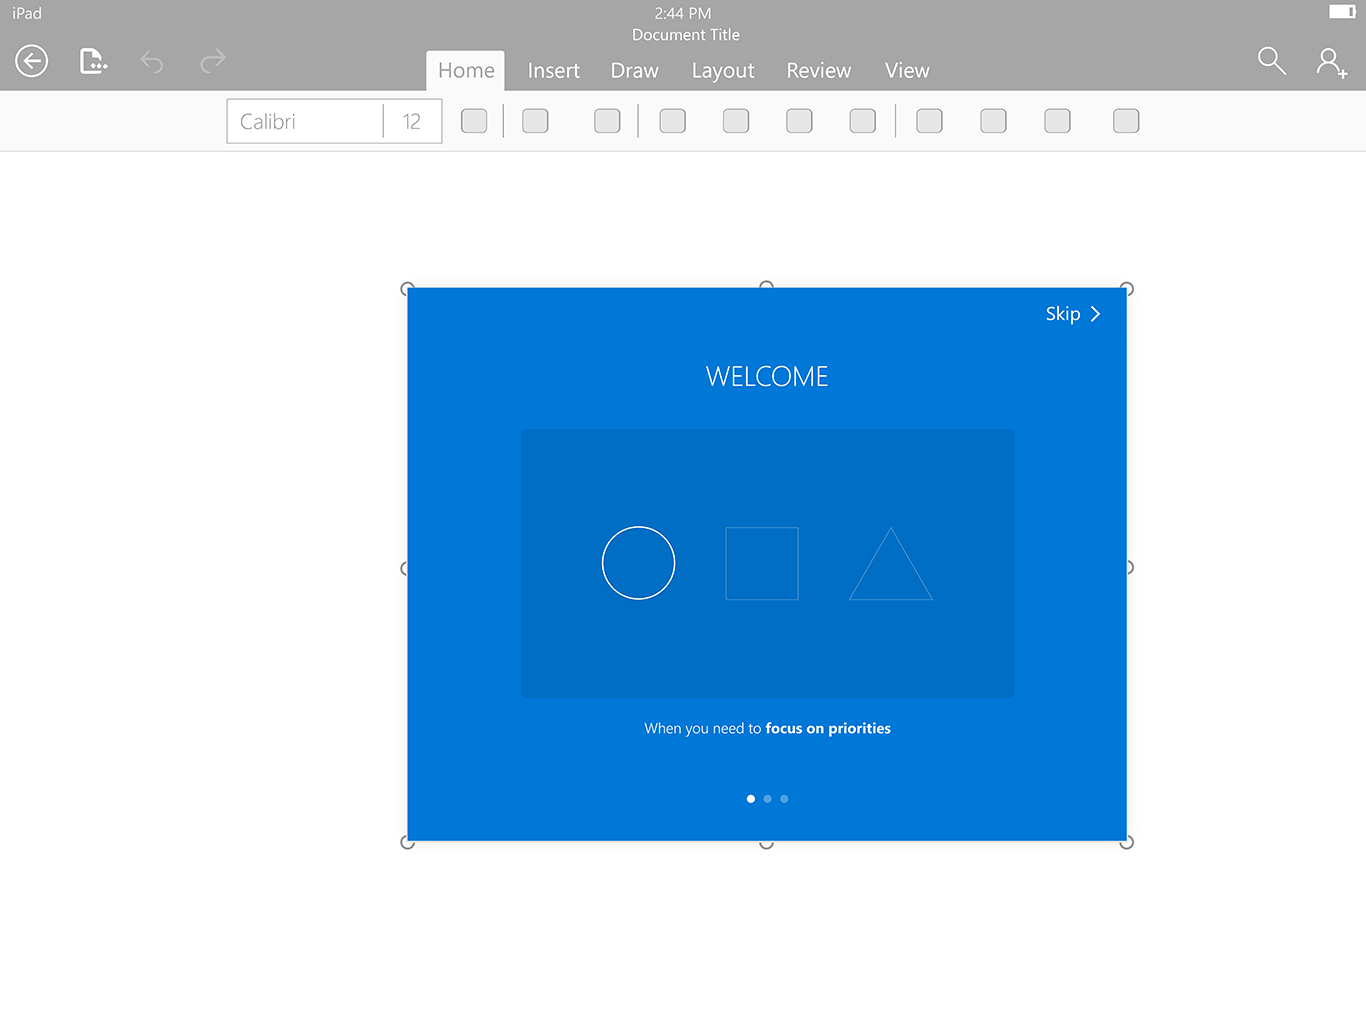 iPad
2:44 PM
Document Title
Home Insert Draw Layout Review View
Calibri 12
Skip
WELCOME
When you need to focus on priorities